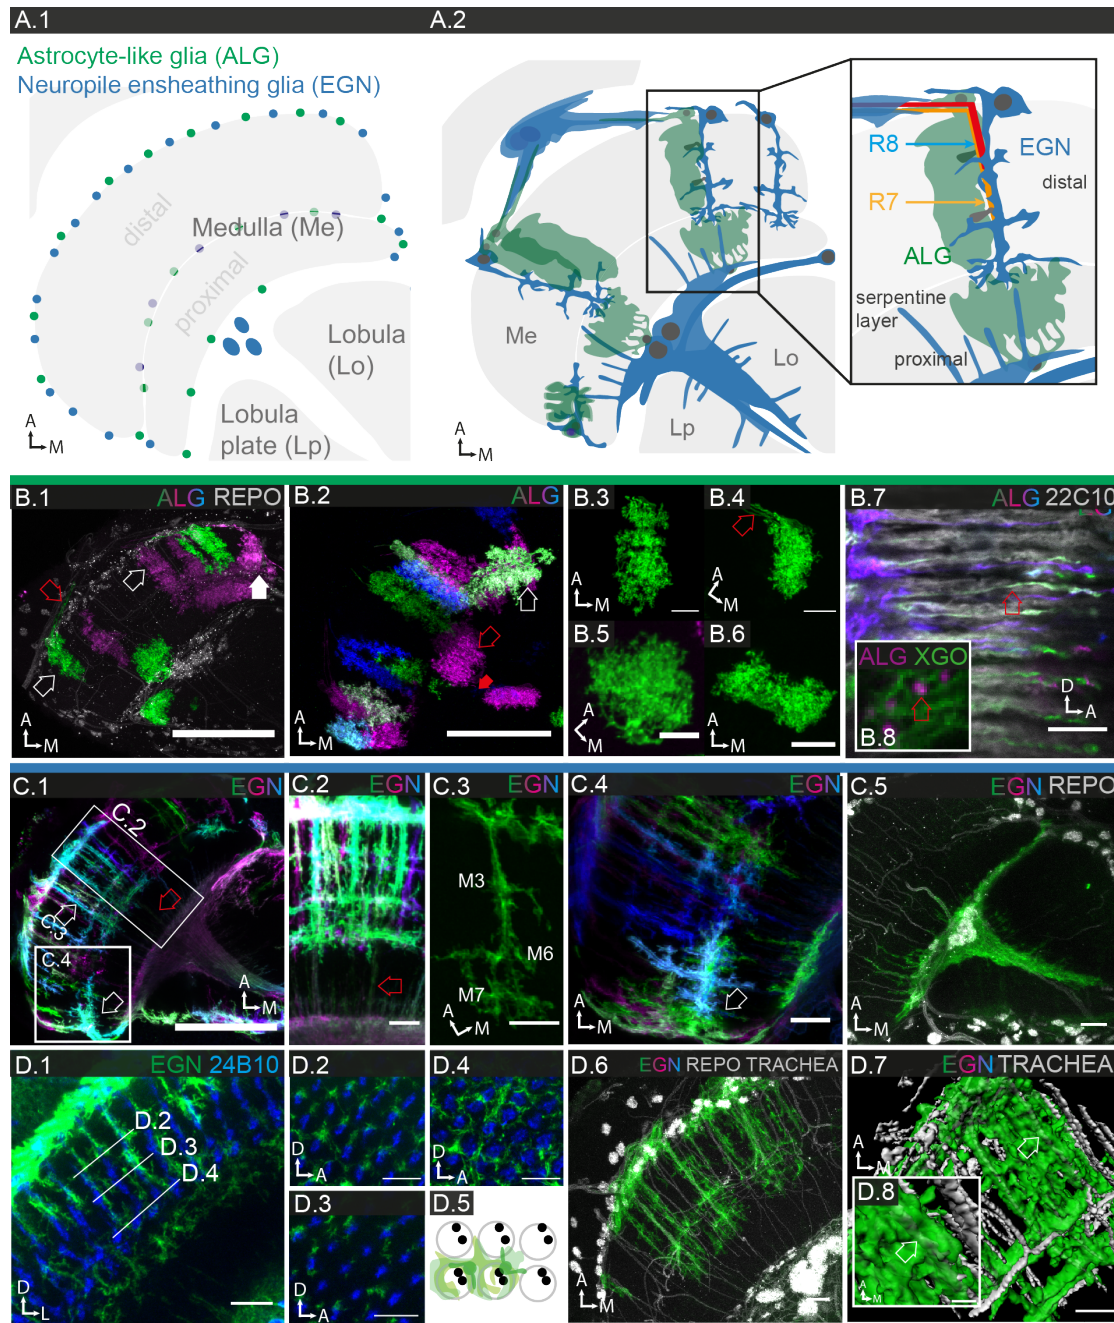 A.1
A.2
Astrocyte-like glia (ALG)
Neuropile ensheathing glia (EGN)
distal
Medulla (Me)
proximal
Lobula
(Lo)
Lobula
plate (Lp)
A
M
Me
Lo
Lp
A
M
R8
EGN
distal
R7
ALG
serpentine
layer
proximal
B.1
ALG REPO
A
M
B.2
ALG
A
M
B.3
A
M
B.4
A
M
B.5
A
M
B.6
A
M
B.7
ALG 22C10
D
A
ALG XGO
B.8
C.1
EGN
C.2
C.3
C.4
A
M
C.2
EGN
C.3
EGN
M3
M6
M7
A
M
C.4
EGN
A
M
C.5
EGN REPO
A
M
D.1
EGN 24B10
D.2
D.3
D.4
D
L
D.2
D
A
D.3
D
A
D.4
D
A
D.5
D.6
EGN REPO TRACHEA
A
M
D.7
EGN TRACHEA
A
M
D.8
A
M